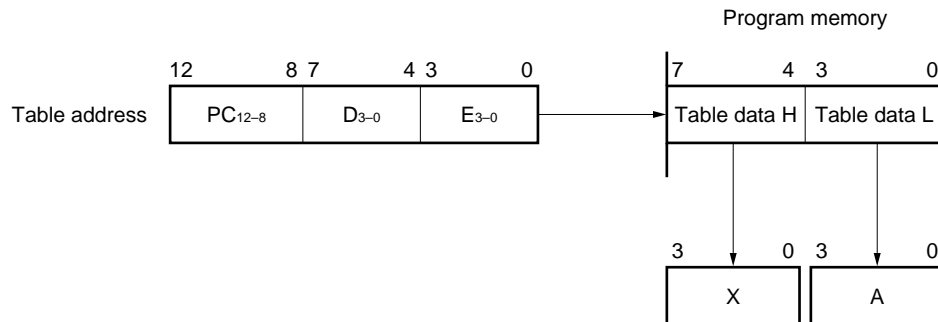 Program memory
12 8 7 4 3 0 7 4 3 0
Table address PC12–8 D3–0 E3–0 Table data H Table data L
3 0 3 0
X A